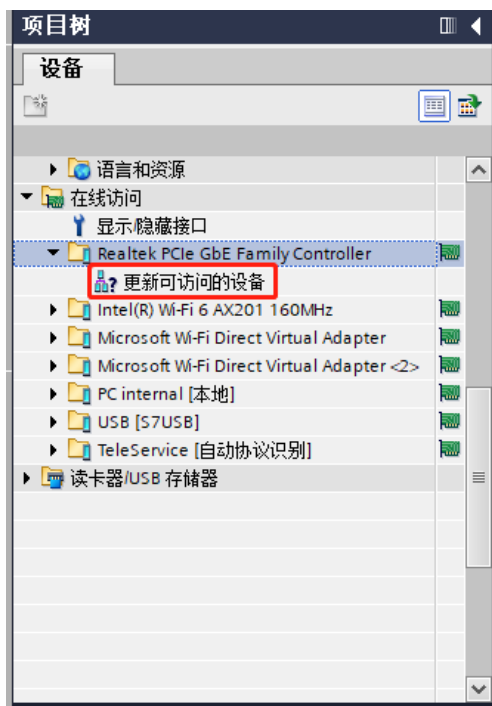 项目树
设备
语言和资源
在线访问
显示/隐藏接口
Realtek PCIe GbE Family Controller
更新可访问的设备
Intel(R) Wi-Fi 6 AX201 160MHz
Microsoft Wi-Fi Direct Virtual Adapter
Microsoft Wi-Fi Direct Virtual Adapter <2>
PC internal [本地]
USB [S7USB]
TeleService [自动协议识别]
读卡器/USB 存储器